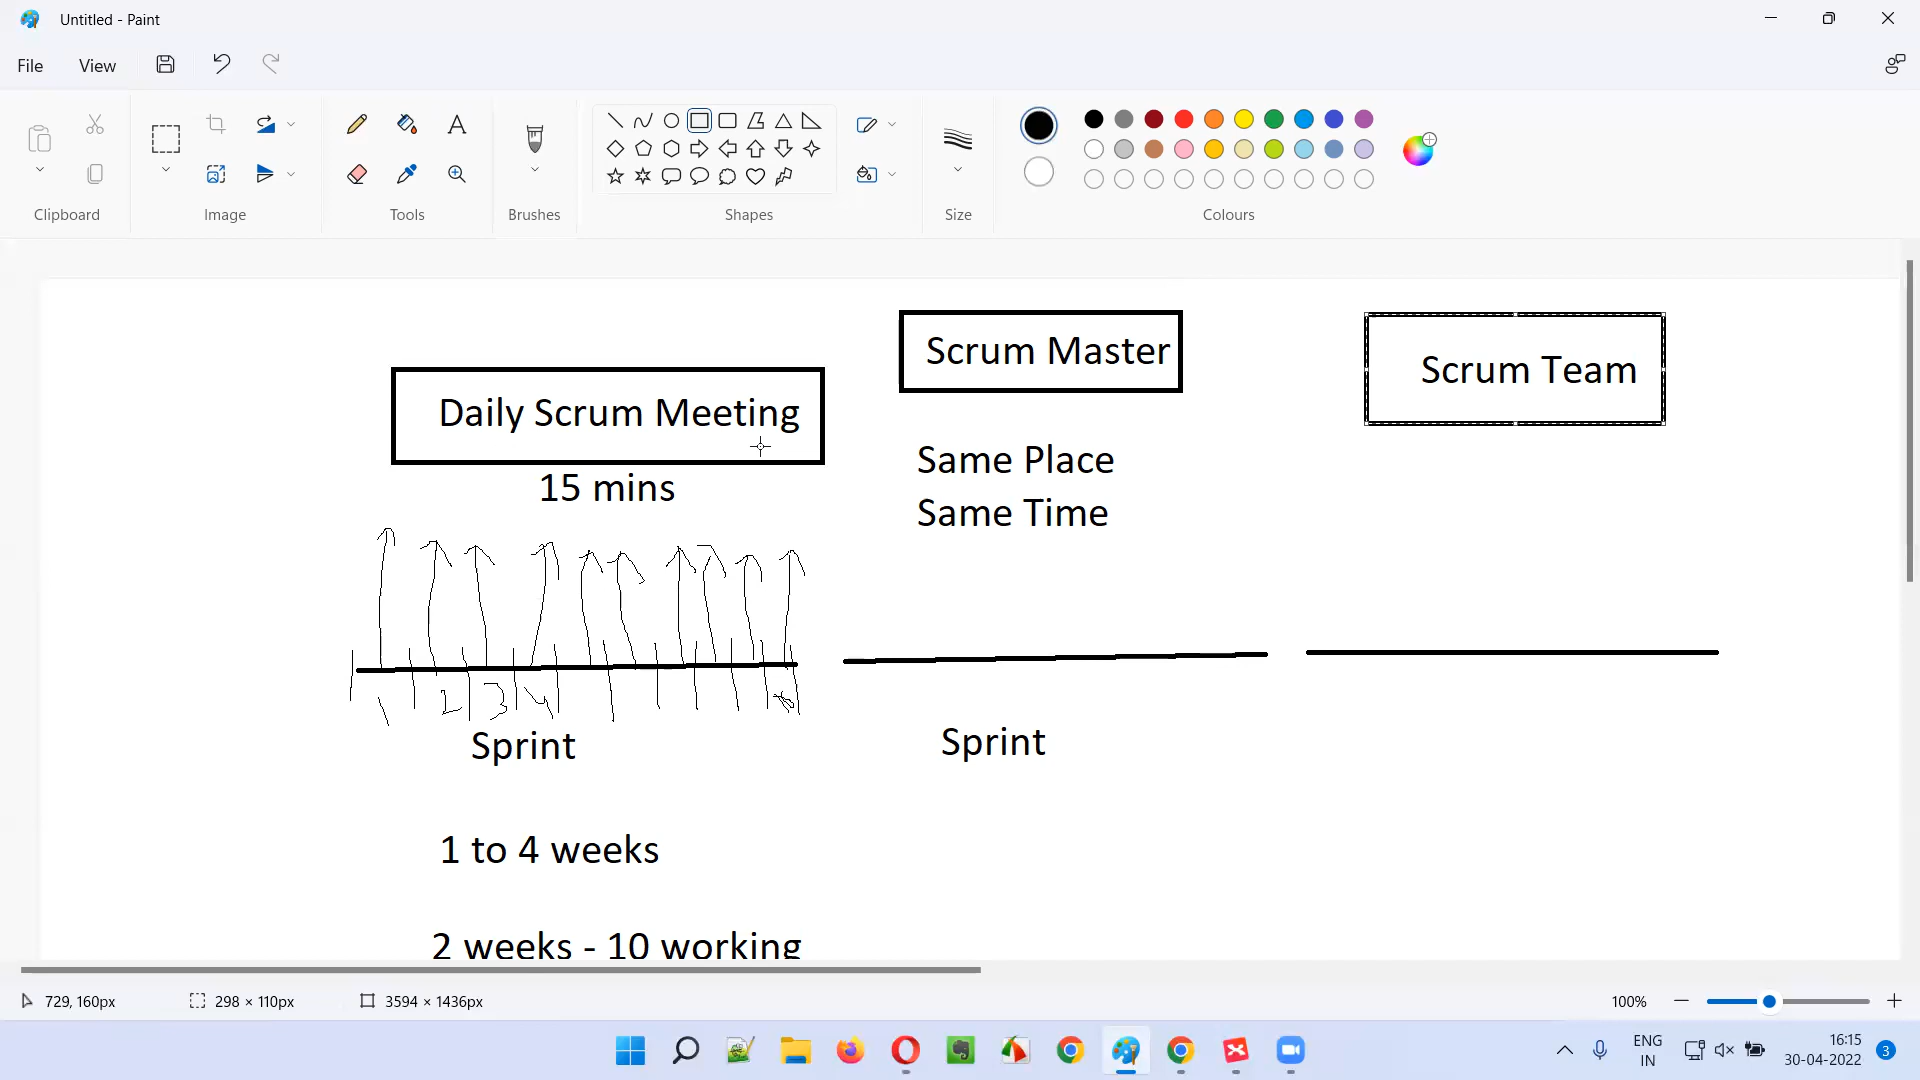 Untitled - Paint
File
View
Clipboard
Image
Tools
Brushes
Shapes
Size
Colours
Scrum Master
Scrum Team
Daily Scrum Meeting
Same Place
15 mins
Same Time
1 2 3 4
Sprint
Sprint
1 to 4 weeks
2 weeks - 10 working
729, 160px
298 × 110px
3594 × 1436px
100%
ENG
IN
16:15
30-04-2022
3